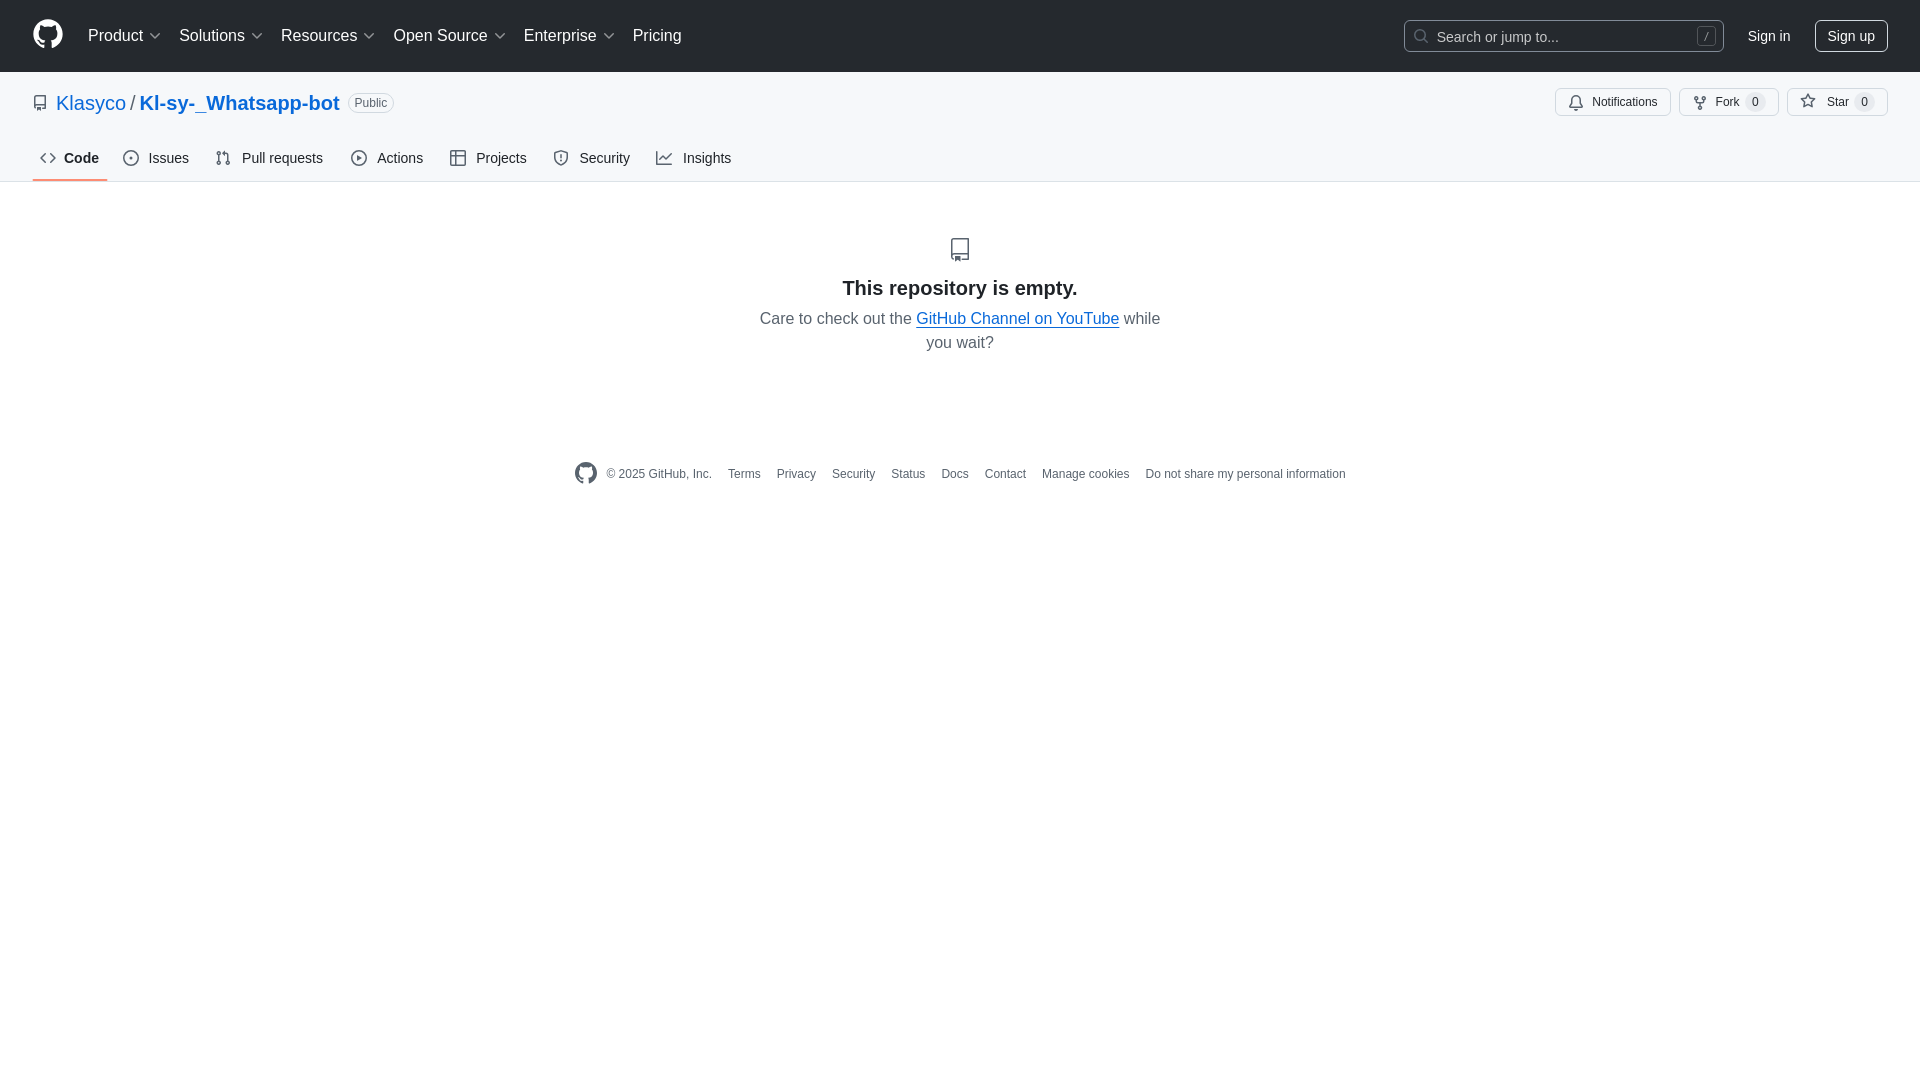 Product Solutions Resources Open Source Enterprise Pricing Search or jump to... / Sign in Sign up
Klasyco / Kl-sy-_Whatsapp-bot Public Notifications Fork 0 Star 0
Code Issues Pull requests Actions Projects Security Insights
This repository is empty.
Care to check out the GitHub Channel on YouTube while
you wait?
© 2025 GitHub, Inc. Terms Privacy Security Status Docs Contact Manage cookies Do not share my personal information